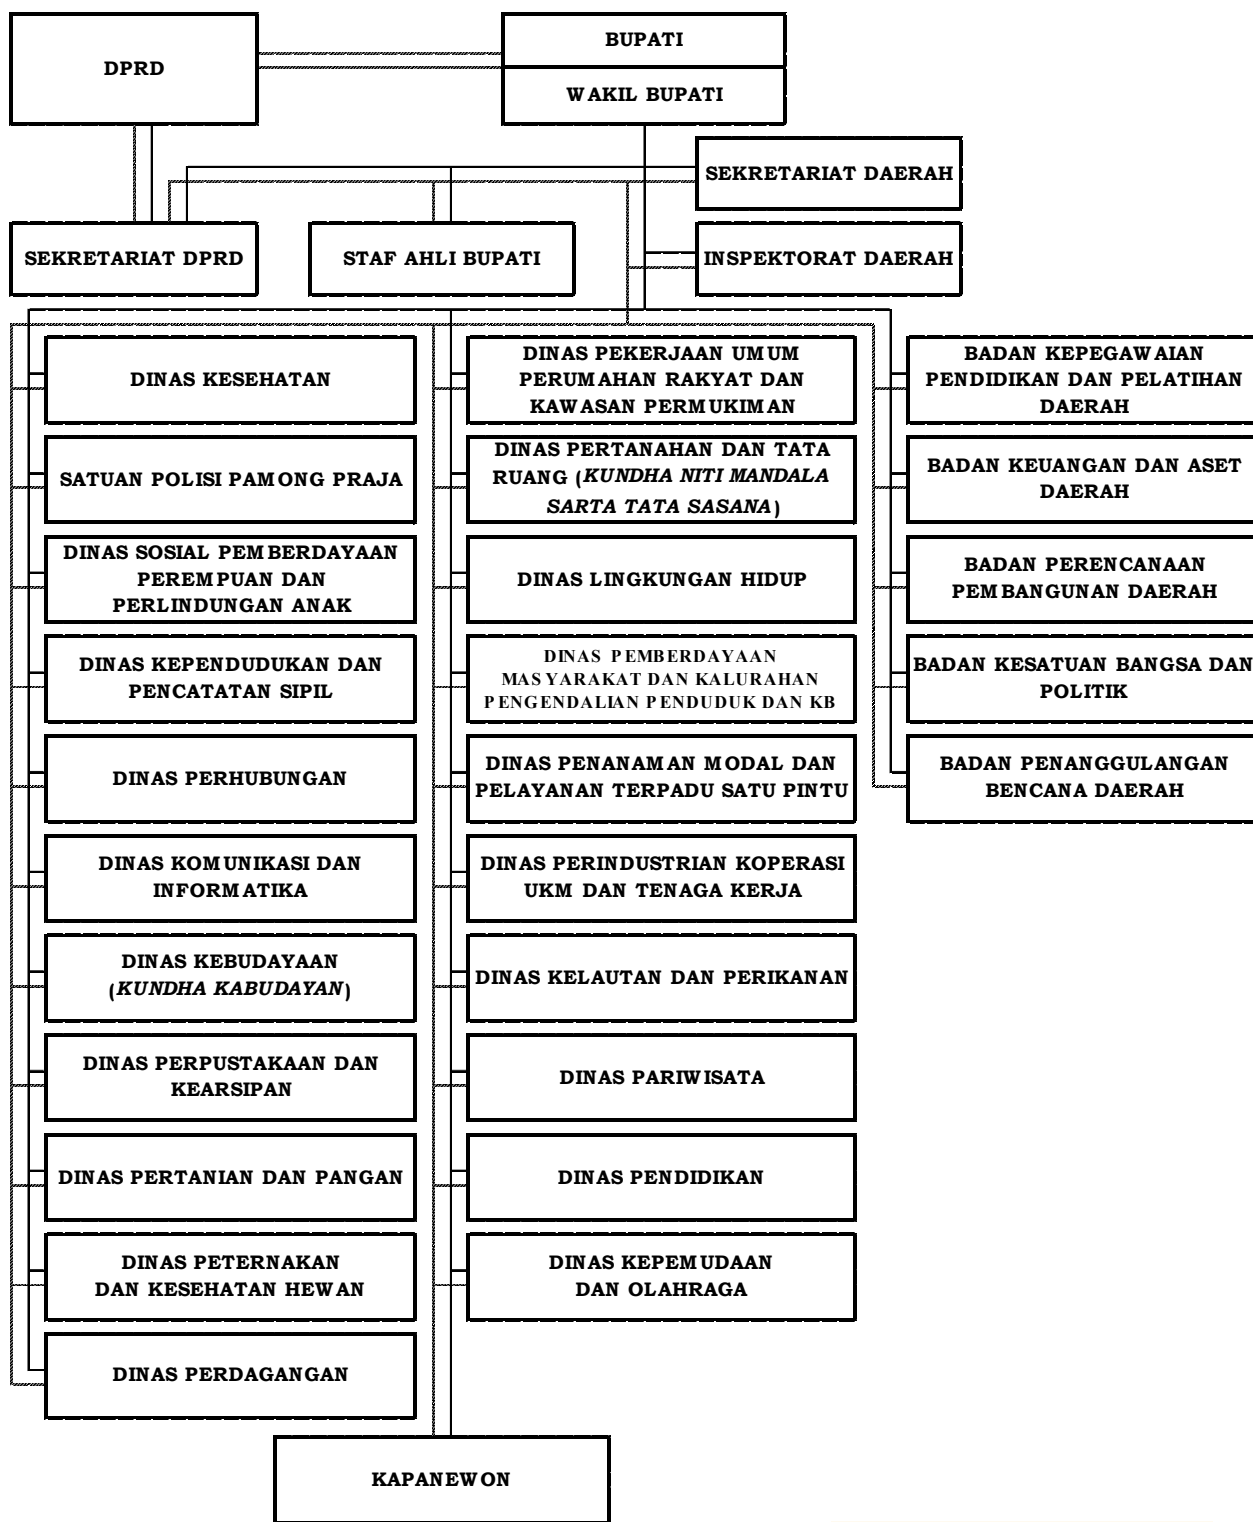 DPRD
BUPATI
WAKIL BUPATI
SEKRETARIAT DAERAH
SEKRETARIAT DPRD
STAF AHLI BUPATI
INSPEKTORAT DAERAH
DINAS KESEHATAN
SATUAN POLISI PAMONG PRAJA
DINAS SOSIAL PEMBERDAYAAN
PEREMPUAN DAN
PERLINDUNGAN ANAK
DINAS KEPENDUDUKAN DAN
PENCATATAN SIPIL
DINAS PERHUBUNGAN
DINAS KOMUNIKASI DAN
INFORMATIKA
DINAS KEBUDAYAAN
(KUNDHA KABUDAYAN)
DINAS PERPUSTAKAAN DAN
KEARSIPAN
DINAS PERTANIAN DAN PANGAN
DINAS PETERNAKAN
DAN KESEHATAN HEWAN
DINAS PERDAGANGAN
DINAS PEKERJAAN UMUM
PERUMAHAN RAKYAT DAN
KAWASAN PERMUKIMAN
DINAS PERTANAHAN DAN TATA
RUANG (KUNDHA NITI MANDALA
SARTA TATA SASANA)
DINAS LINGKUNGAN HIDUP
DINAS PEMBERDAYAAN
MASYARAKAT DAN KALURAHAN
PENGENDALIAN PENDUDUK DAN KB
DINAS PENANAMAN MODAL DAN
PELAYANAN TERPADU SATU PINTU
DINAS PERINDUSTRIAN KOPERASI
UKM DAN TENAGA KERJA
DINAS KELAUTAN DAN PERIKANAN
DINAS PARIWISATA
DINAS PENDIDIKAN
DINAS KEPEMUDAAN
DAN OLAHRAGA
BADAN KEPEGAWAIAN
PENDIDIKAN DAN PELATIHAN
DAERAH
BADAN KEUANGAN DAN ASET
DAERAH
BADAN PERENCANAAN
PEMBANGUNAN DAERAH
BADAN KESATUAN BANGSA DAN
POLITIK
BADAN PENANGGULANGAN
BENCANA DAERAH
KAPANEWON